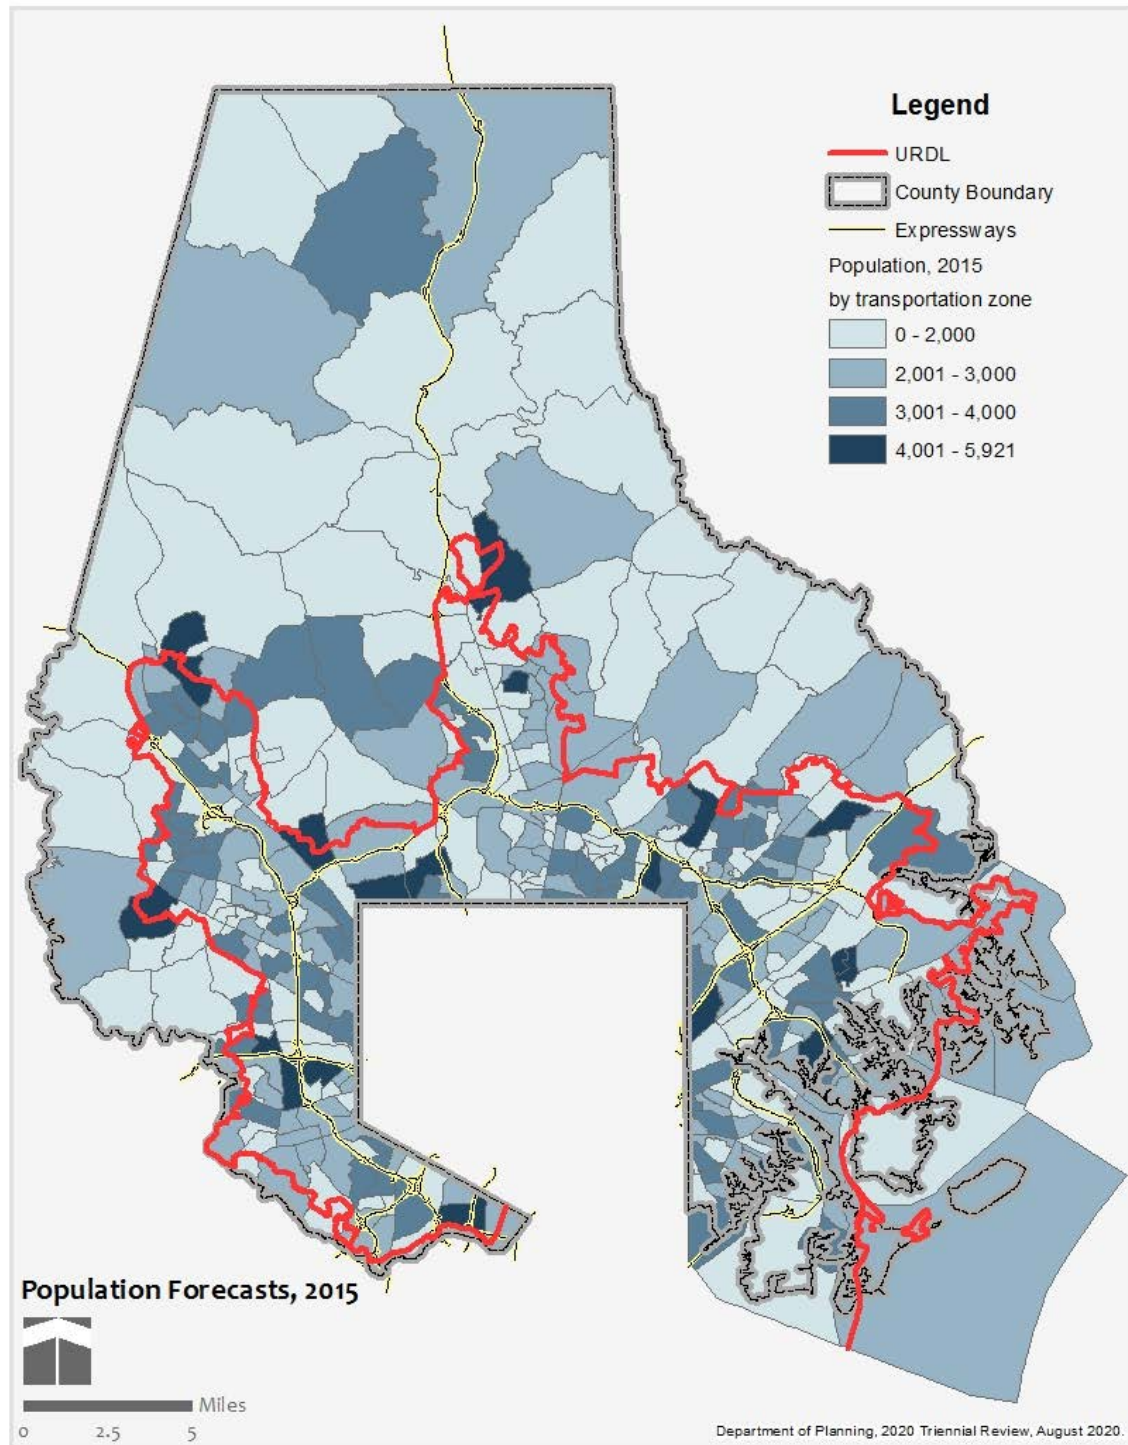 Legend
URDL
County Boundary
Expressways
Population, 2015
by transportation zone
0 - 2,000
2,001 - 3,000
3,001 - 4,000
4,001 - 5,921
Population Forecasts, 2015
Miles
0 2.5 5
Department of Planning, 2020 Triennial Review, August 2020.